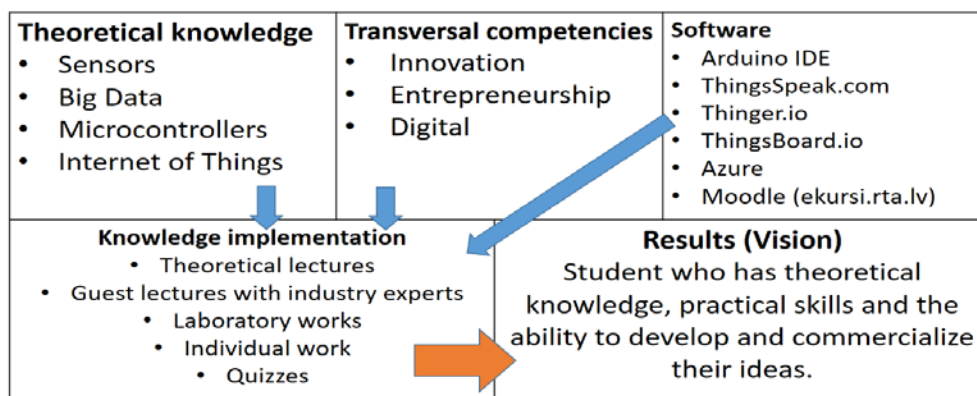 Theoretical knowledge
• Sensors
• Big Data
• Microcontrollers
• Internet of Things
Transversal competencies
• Innovation
• Entrepreneurship
• Digital
Software
• Arduino IDE
• ThingsSpeak.com
• Thinger.io
• ThingsBoard.io
• Azure
• Moodle (ekursi.rta.lv)
Knowledge implementation
• Theoretical lectures
• Guest lectures with industry experts
• Laboratory works
• Individual work
• Quizzes
Results (Vision)
Student who has theoretical
knowledge, practical skills and the
ability to develop and commercialize
their ideas.